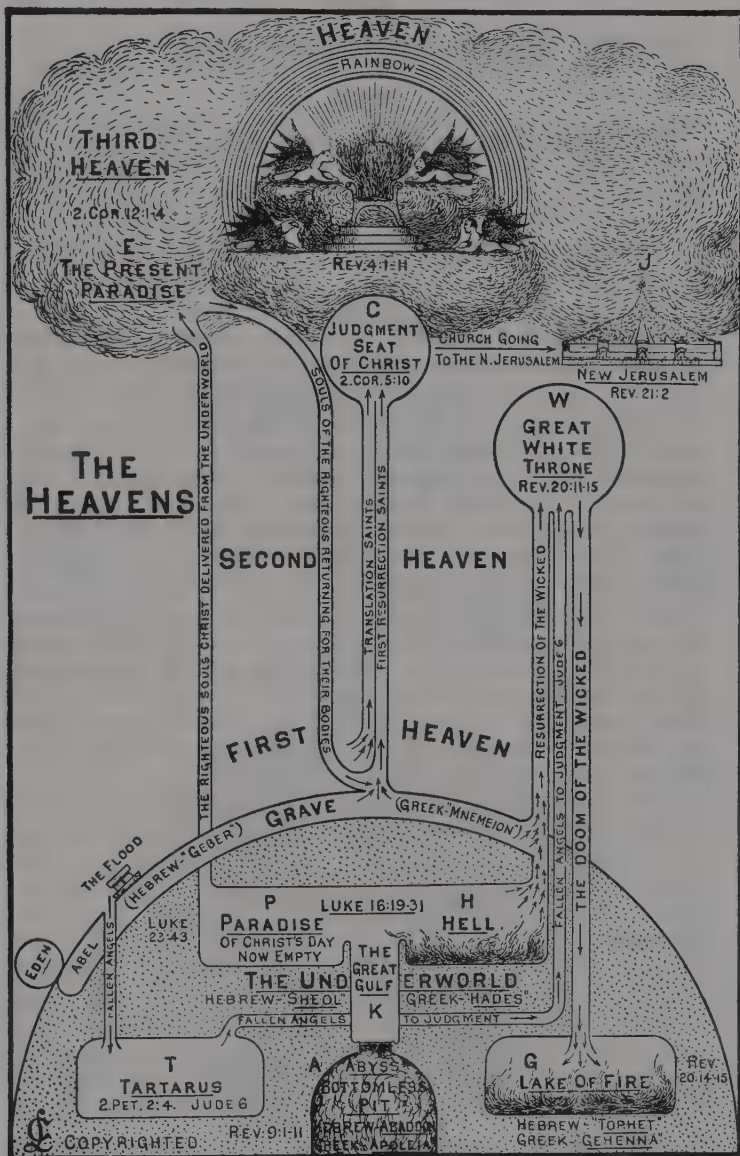 HEAVEN
RAINBOW
THIRD
HEAVEN
2.COR.12:1-4
E
THE PRESENT
PARADISE
REV.4:1-11
J
C
JUDGMENT
SEAT
OF CHRIST
2.COR.5:10
CHURCH GOING
TO THE N.JERUSALEM
NEW JERUSALEM
REV.21:2
W
GREAT
WHITE
THRONE
REV.20:11-15
THE
HEAVENS
SECOND HEAVEN
FIRST HEAVEN
THE RIGHTEOUS SOULS CHRIST DELIVERED FROM THE UNDERWORLD
SOULS OF THE RIGHTEOUS RETURNING FOR THEIR BODIES
TRANSLATION SAINTS
FIRST RESURRECTION SAINTS
RESURRECTION OF THE WICKED
FALLEN ANGELS TO JUDGMENT. JUDE 6
THE DOOM OF THE WICKED
EDEN
ABEL
THE FLOOD
(HEBREW-"GEBER")
GRAVE
(GREEK-"MNEMEION")
FALLEN ANGELS
LUKE
23:43
P
PARADISE
OF CHRIST'S DAY
NOW EMPTY
LUKE 16:19-31
H
HELL
THE
GREAT
GULF
K
THE UNDERWORLD
HEBREW-"SHEOL" GREEK-"HADES"
FALLEN ANGELS TO JUDGMENT
T
TARTARUS
2.PET.2:4. JUDE 6
A ABYSS
BOTTOMLESS
PIT
HEBREW-ABADDON
GREEK-"APOLEIA"
REV.9:1-11
G
LAKE OF FIRE
REV.
20:14-15
HEBREW-"TOPHET"
GREEK-"GEHENNA"
COPYRIGHTED.